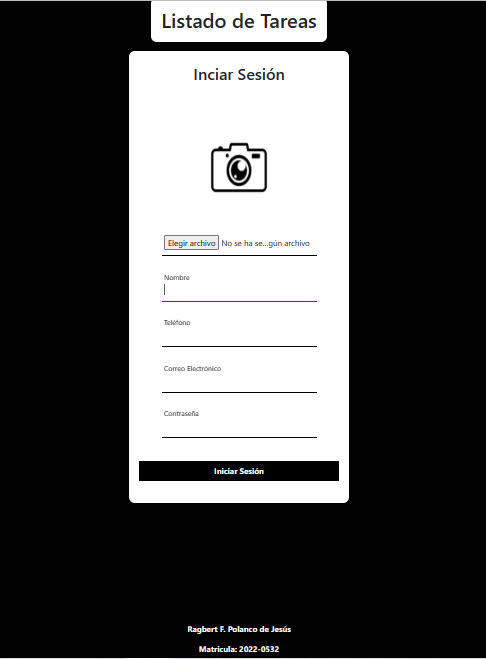 Listado de Tareas
Inciar Sesión
Elegir archivo No se ha se...gún archivo
Nombre
Teléfono
Correo Electrónico
Contraseña
Iniciar Sesión
Ragbert F. Polanco de Jesús
Matricula: 2022-0532